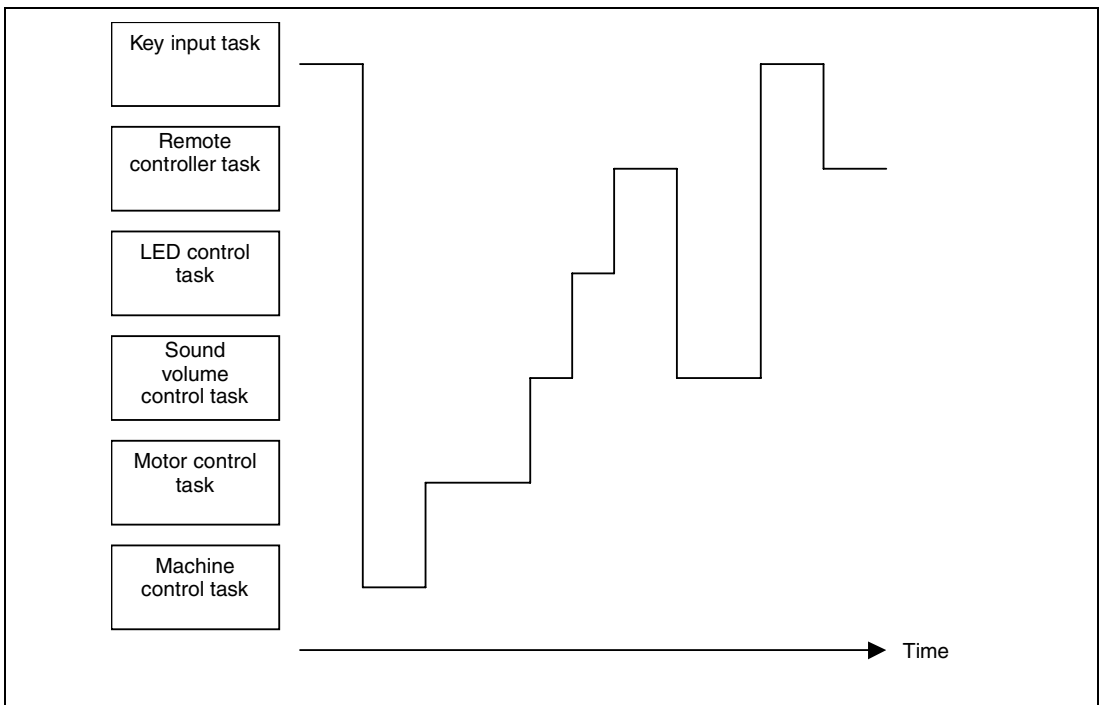 Key input task
Remote
controller task
LED control
task
Sound
volume
control task
Motor control
task
Machine
control task
Time